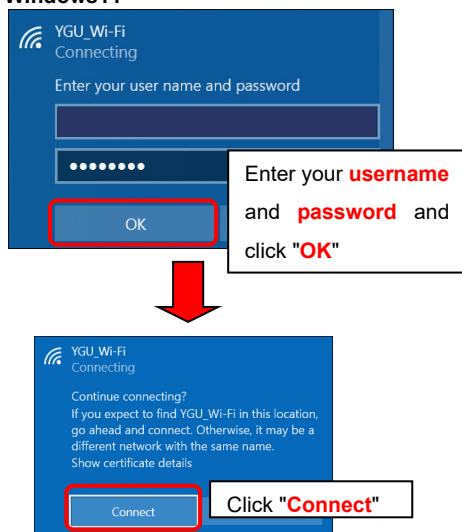 YGU_Wi-Fi
Connecting
Enter your user name and password
OK
Enter your username
and password and
click "OK"
YGU_Wi-Fi
Connecting
Continue connecting?
If you expect to find YGU_Wi-Fi in this location,
go ahead and connect. Otherwise, it may be a
different network with the same name.
Show certificate details
Connect
Click "Connect"